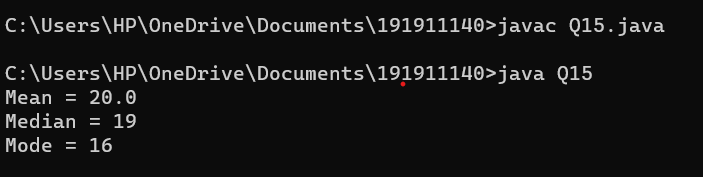 C:\Users\HP\OneDrive\Documents\191911140>javac Q15.java
C:\Users\HP\OneDrive\Documents\191911140>java Q15
Mean = 20.0
Median = 19
Mode = 16